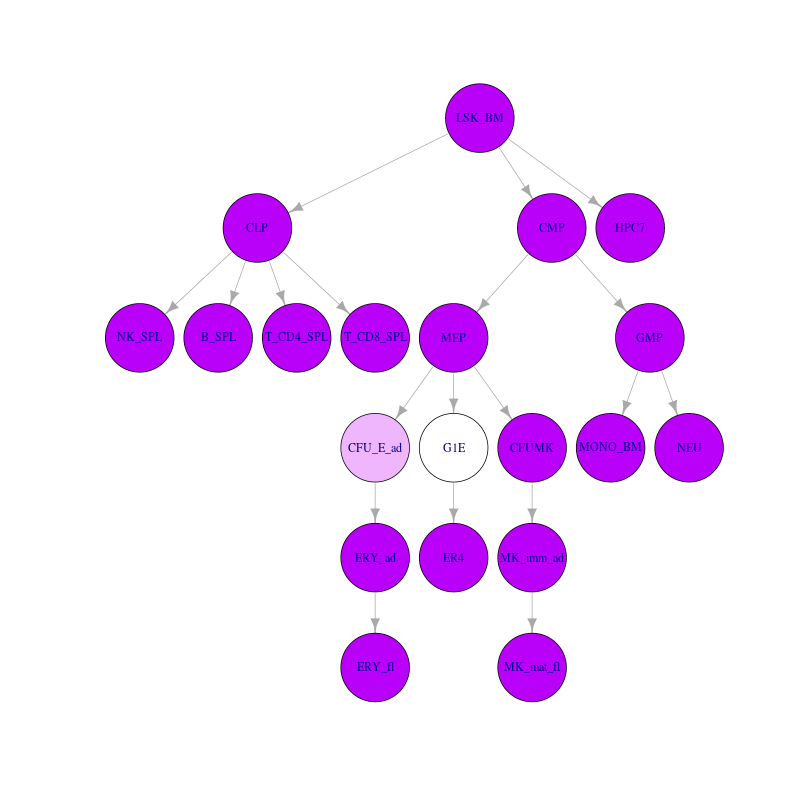 LSK_BM
CLP
CMP
HPC7
NK_SPL
B_SPL
T_CD4_SPL
T_CD8_SPL
MEP
GMP
CFU_E_ad
G1E
CFUMK
MONO_BM
NEU
ERY_ad
ER4
MK_imm_ad
ERY_fl
MK_mat_fl